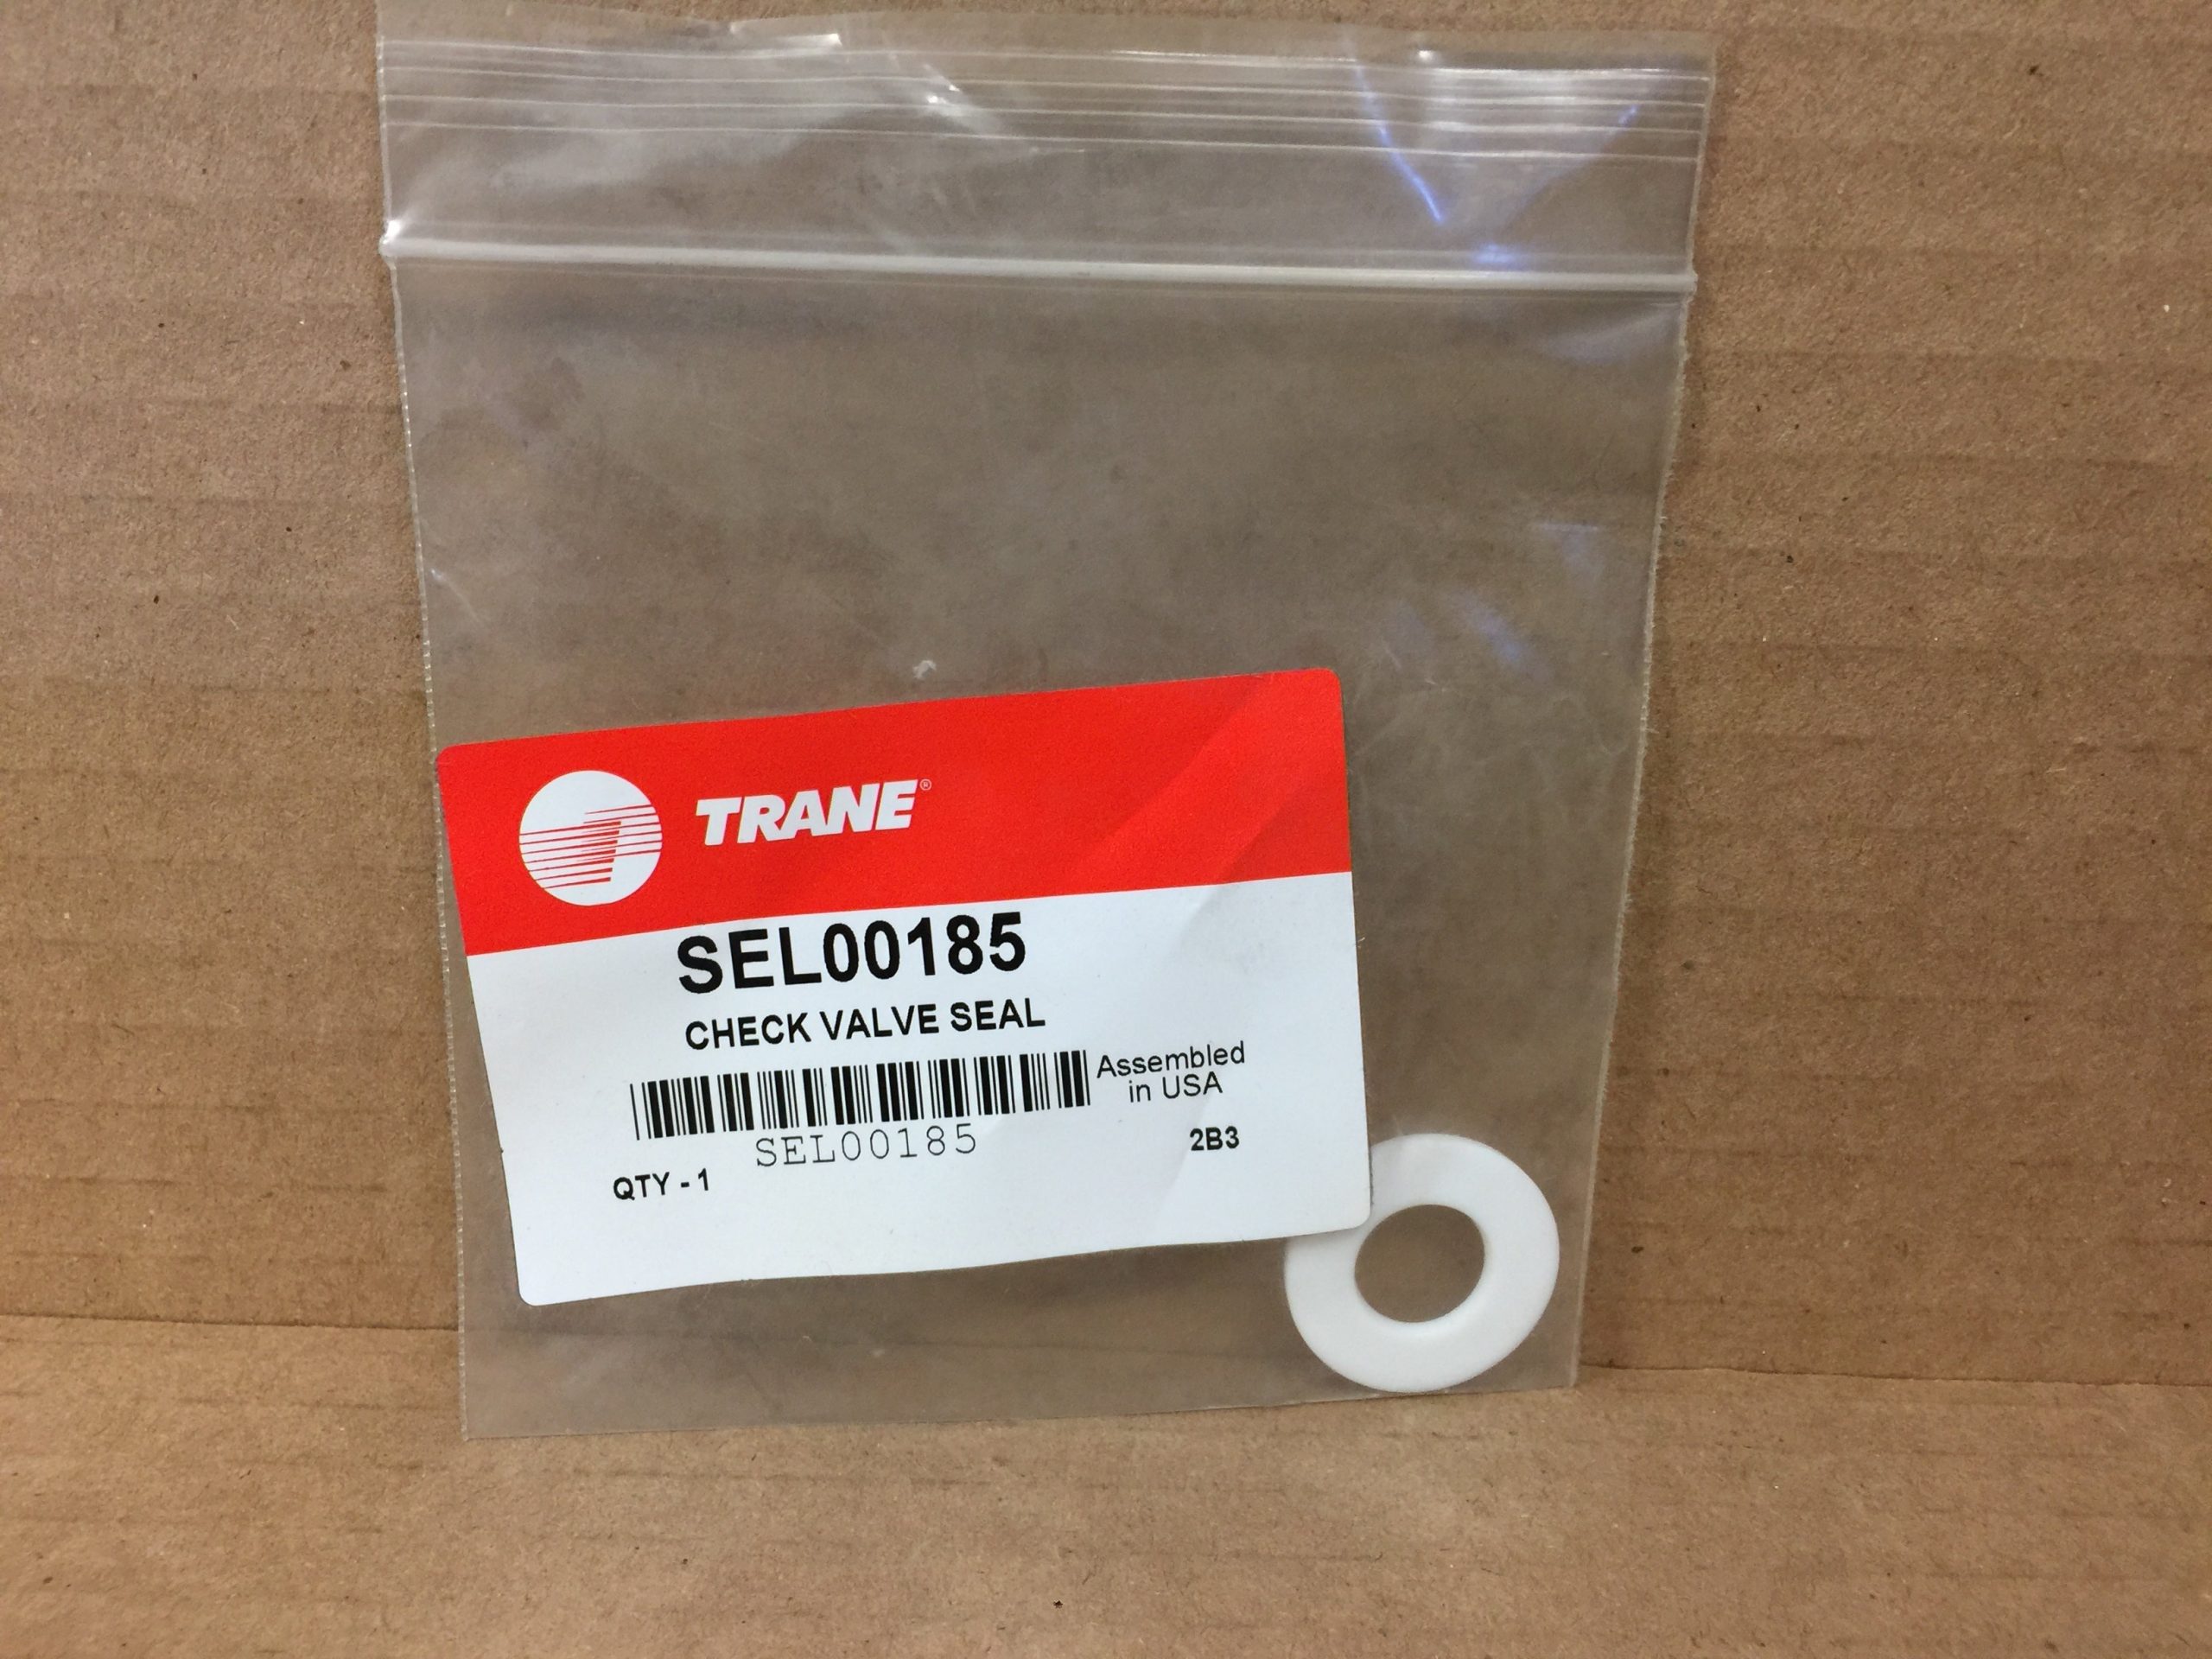 TRANE®
SEL00185
CHECK VALVE SEAL
Assembled
in USA
SEL00185
2B3
QTY - 1